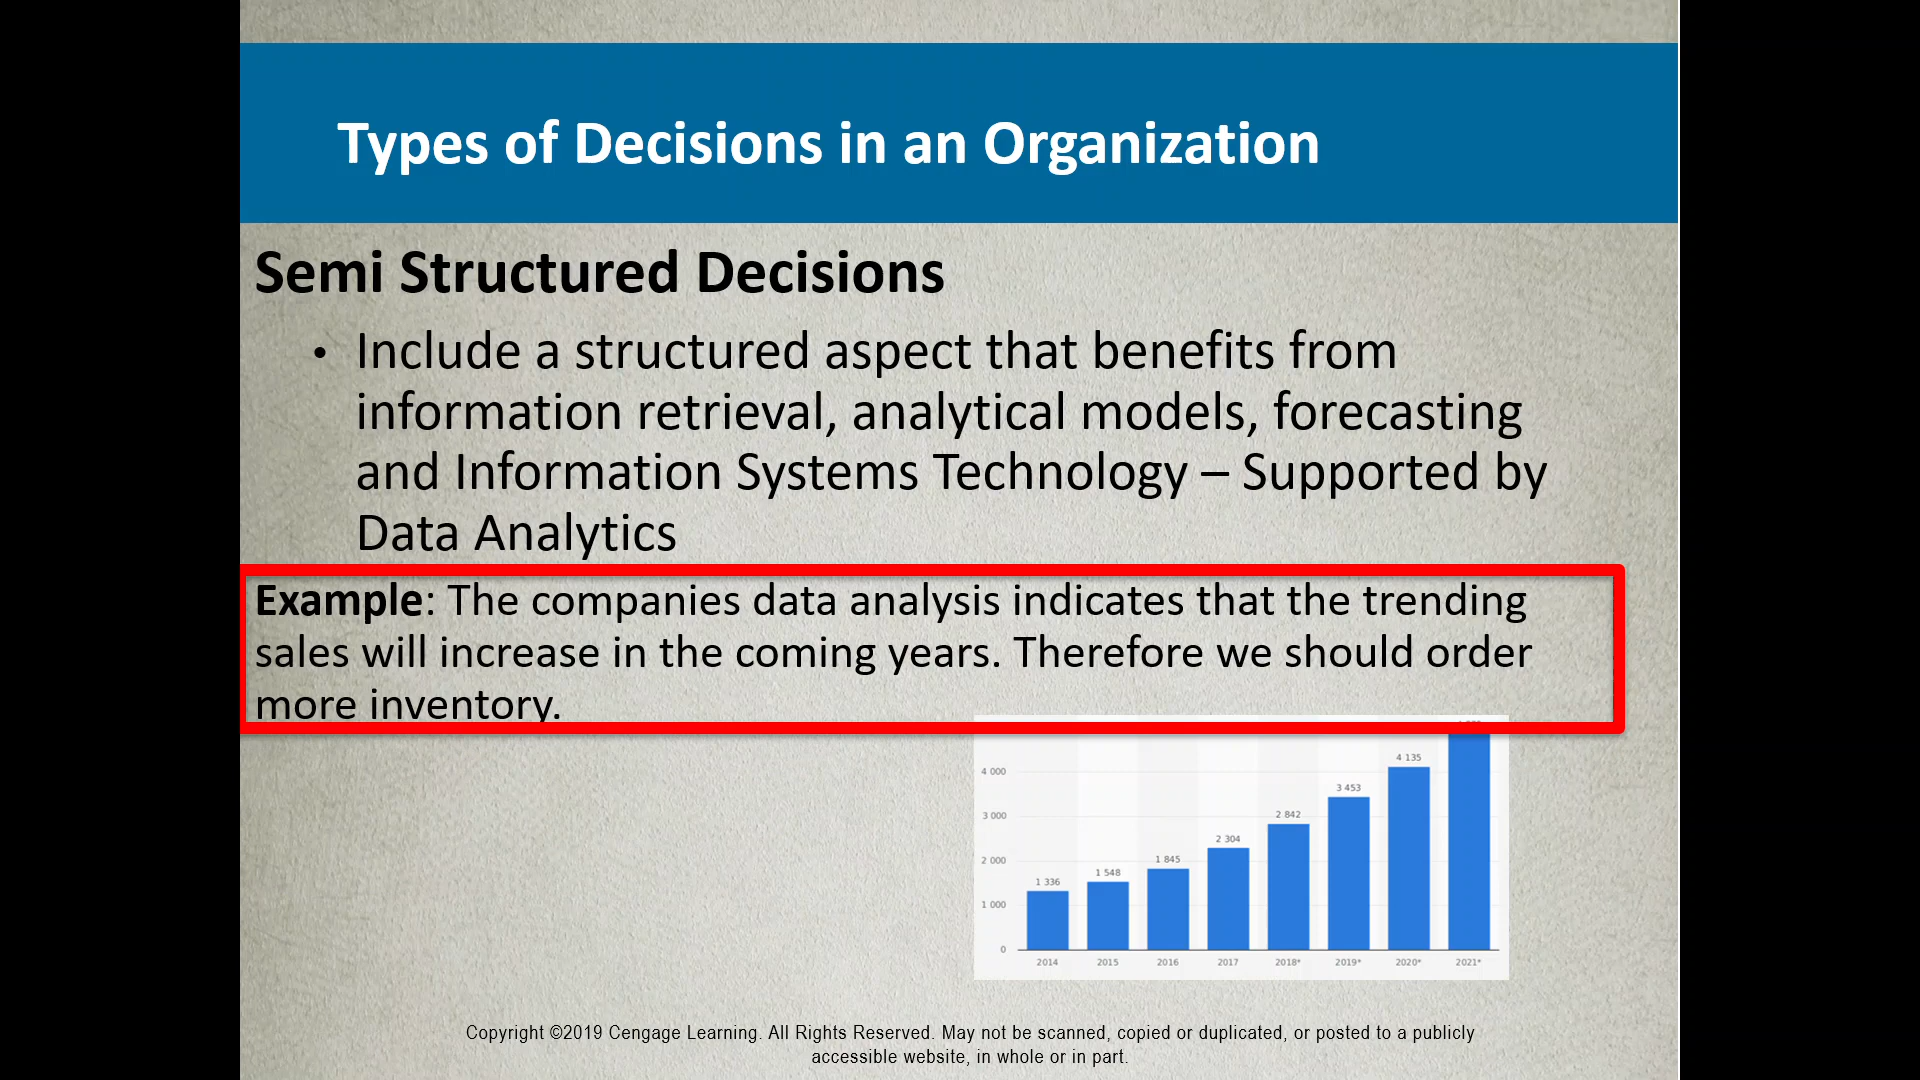 Types of Decisions in an Organization
Semi Structured Decisions
• Include a structured aspect that benefits from
information retrieval, analytical models, forecasting
and Information Systems Technology – Supported by
Data Analytics
Example: The companies data analysis indicates that the trending
sales will increase in the coming years. Therefore we should order
more inventory.
4 135
4 000
3 453
3 000
2 842
2 304
2 000
1 845
1 548
1 336
1 000
0
2014 2015 2016 2017 2018* 2019* 2020* 2021*
Copyright ©2019 Cengage Learning. All Rights Reserved. May not be scanned, copied or duplicated, or posted to a publicly
accessible website, in whole or in part.